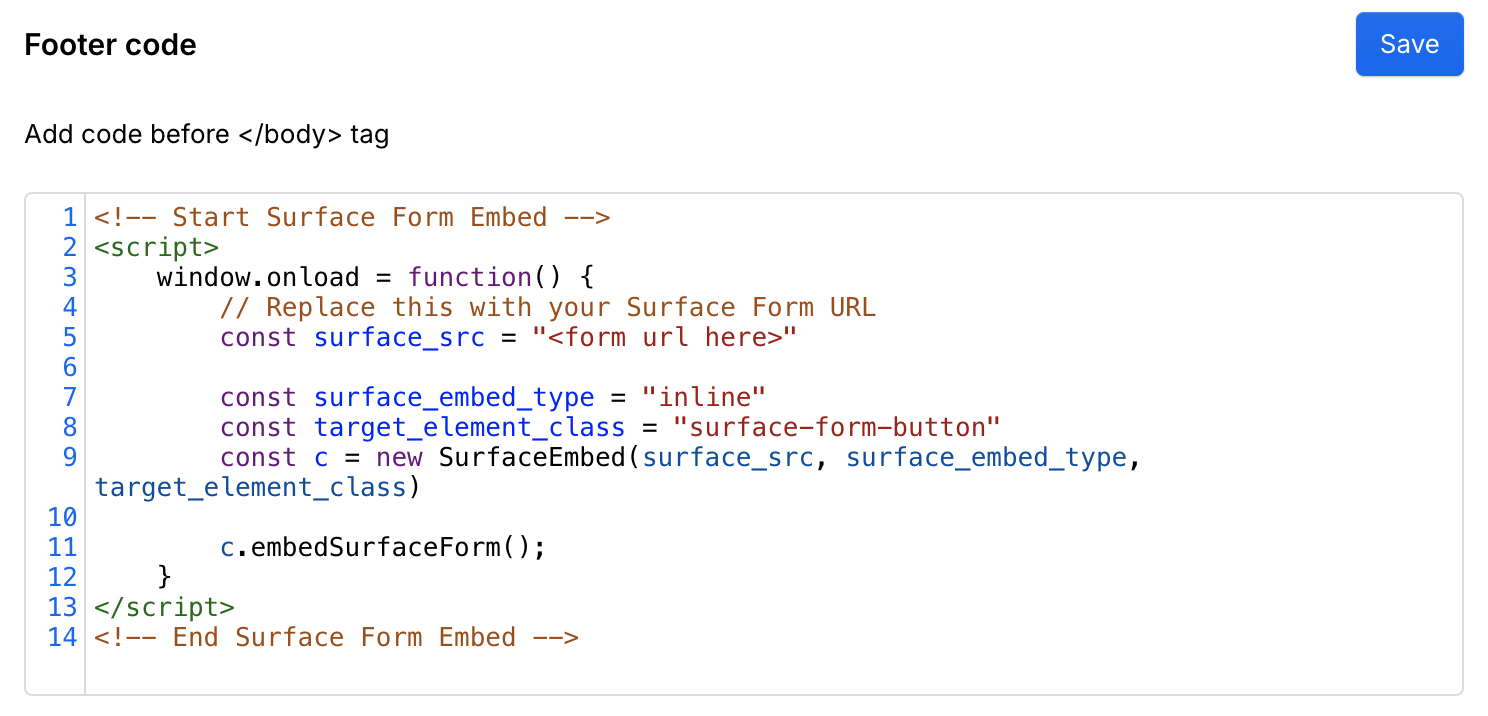 Footer code
Save
Add code before </body> tag
1 <!-- Start Surface Form Embed -->
2 <script>
3     window.onload = function() {
4         // Replace this with your Surface Form URL
5         const surface_src = "<form url here>"
6
7         const surface_embed_type = "inline"
8         const target_element_class = "surface-form-button"
9         const c = new SurfaceEmbed(surface_src, surface_embed_type,
target_element_class)
10
11         c.embedSurfaceForm();
12     }
13 </script>
14 <!-- End Surface Form Embed -->